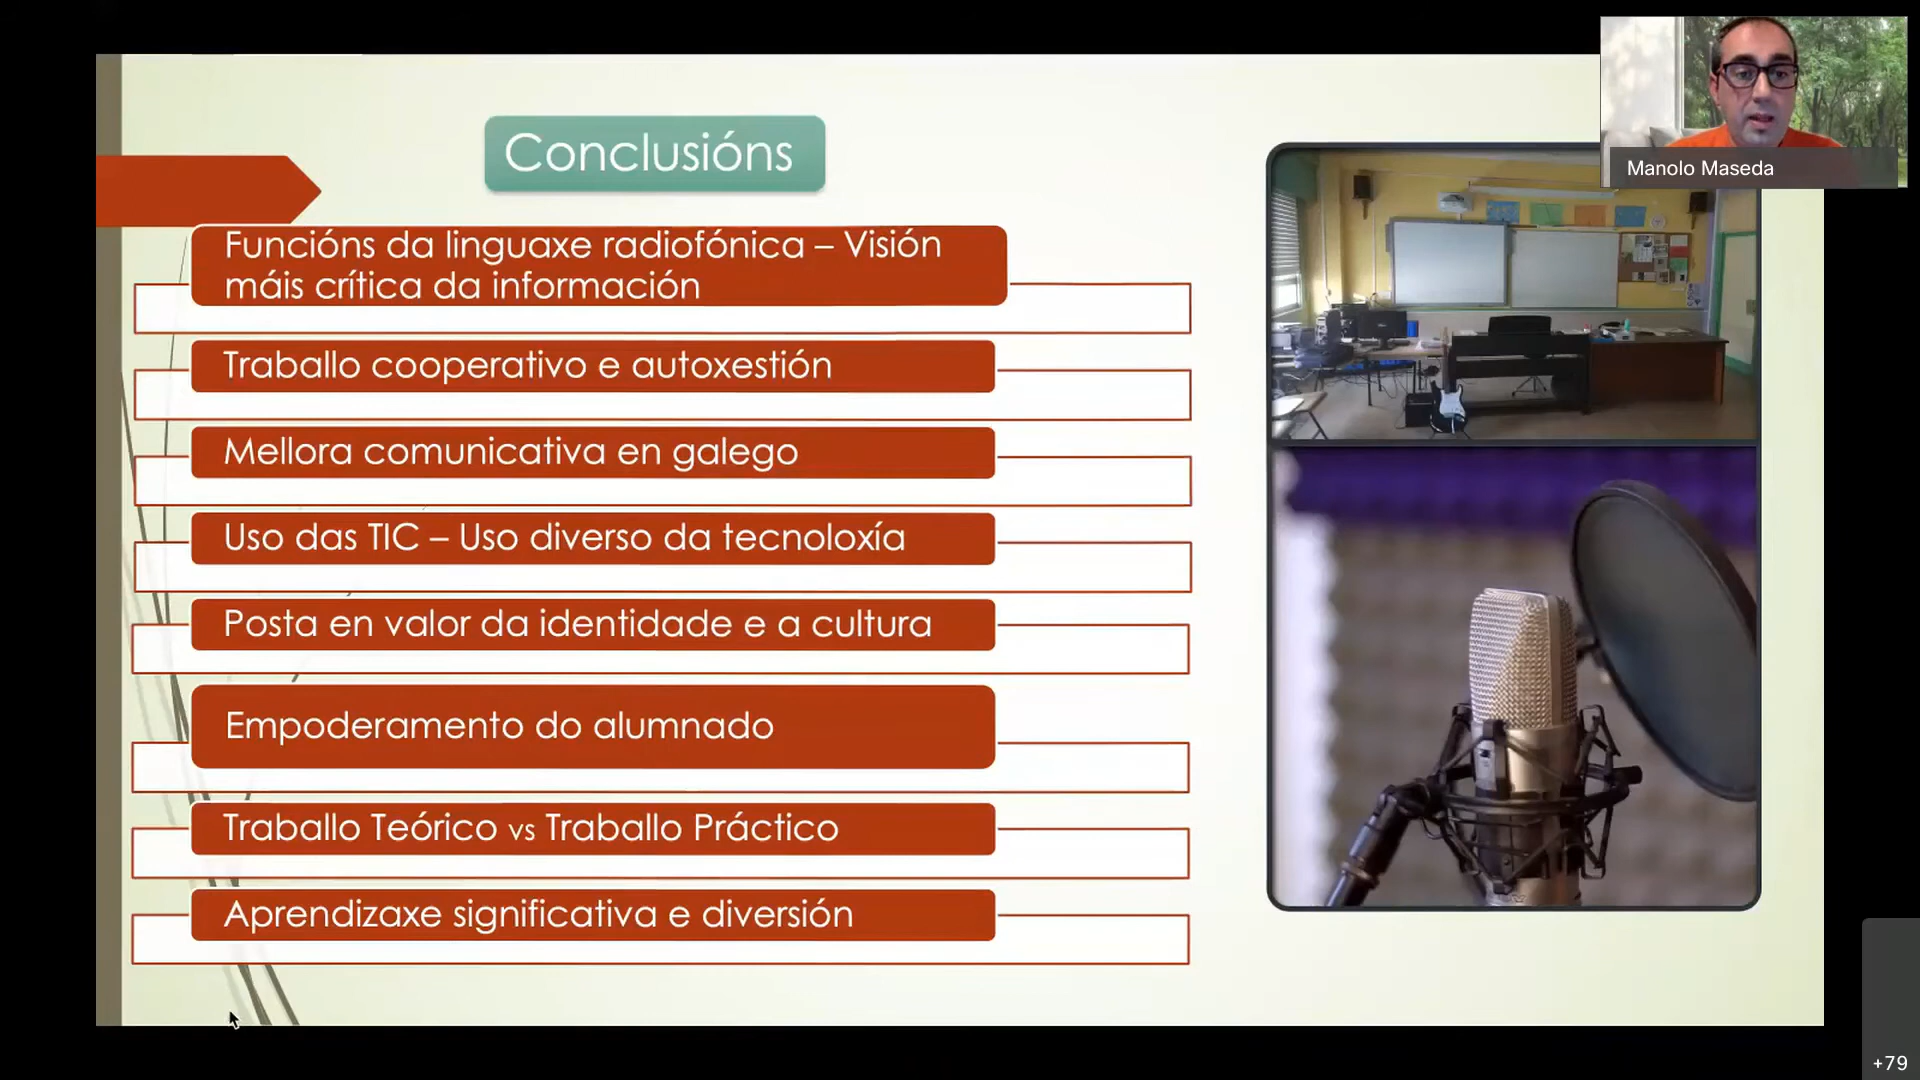 Conclusións
Funcións da linguaxe radiofónica – Visión
máis crítica da información
Traballo cooperativo e autoxestión
Mellora comunicativa en galego
Uso das TIC – Uso diverso da tecnoloxía
Posta en valor da identidade e a cultura
Empoderamento do alumnado
Traballo Teórico vs Traballo Práctico
Aprendizaxe significativa e diversión
Manolo Maseda
+79